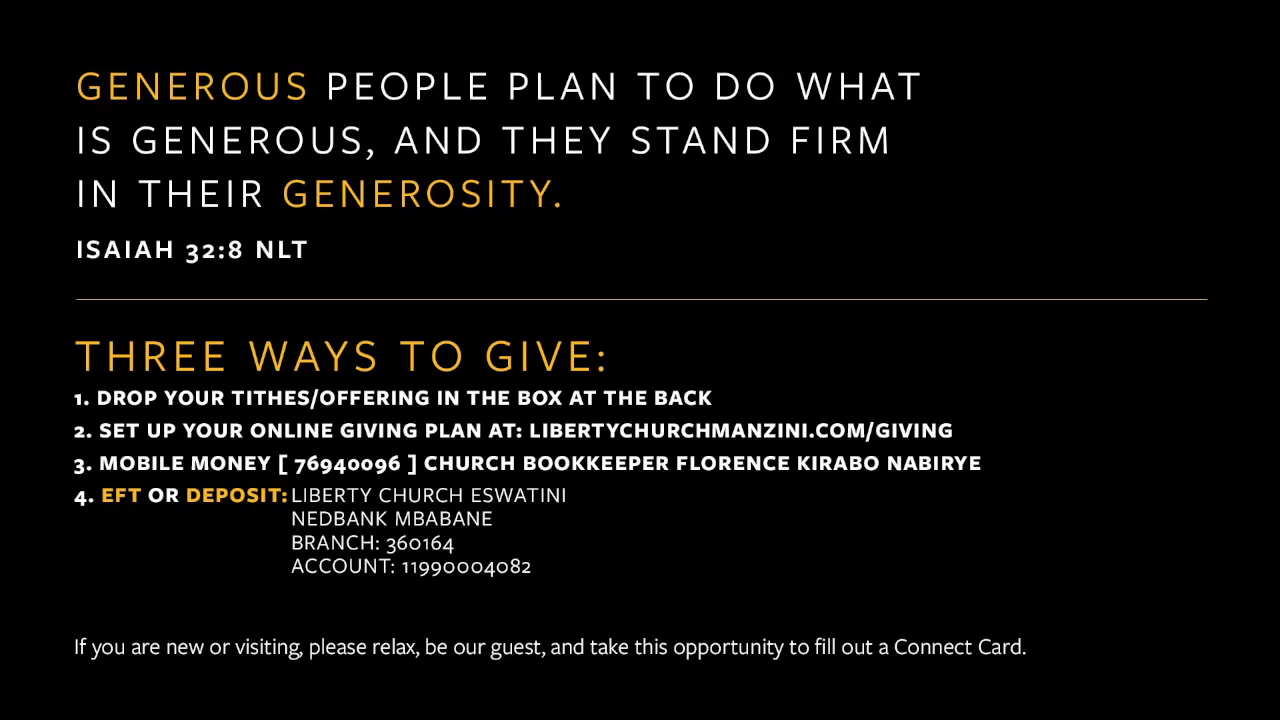 GENEROUS PEOPLE PLAN TO DO WHAT
IS GENEROUS, AND THEY STAND FIRM
IN THEIR GENEROSITY.
ISAIAH 32:8 NLT
THREE WAYS TO GIVE:
1. DROP YOUR TITHES/OFFERING IN THE BOX AT THE BACK
2. SET UP YOUR ONLINE GIVING PLAN AT: LIBERTYCHURCHMANZINI.COM/GIVING
3. MOBILE MONEY [ 76940096 ] CHURCH BOOKKEEPER FLORENCE KIRABO NABIRYE
4. EFT OR DEPOSIT: LIBERTY CHURCH ESWATINI
NEDBANK MBABANE
BRANCH: 360164
ACCOUNT: 11990004082
If you are new or visiting, please relax, be our guest, and take this opportunity to fill out a Connect Card.